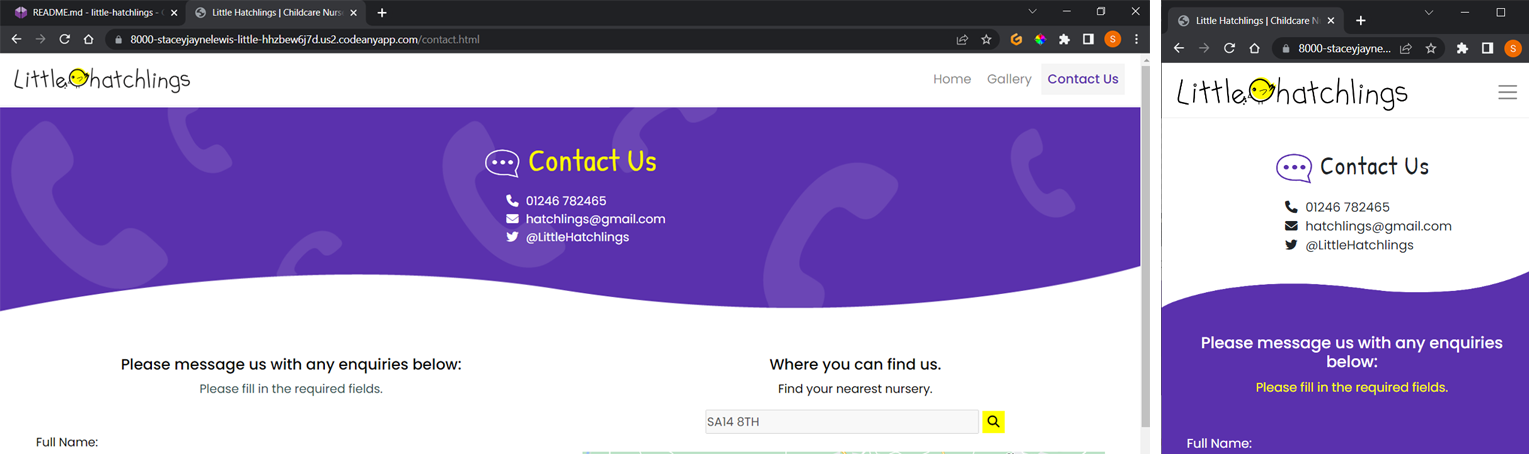 README.md - little-hatchlings - C
Little Hatchlings | Childcare Nurse
8000-staceyjaynelewis-little-hhzbew6j7d.us2.codeanyapp.com/contact.html
S
Little hatchlings
Home
Gallery
Contact Us
Contact Us
01246 782465
hatchlings@gmail.com
@LittleHatchlings
Please message us with any enquiries below:
Please fill in the required fields.
Full Name:
Where you can find us.
Find your nearest nursery.
SA14 8TH
Little Hatchlings | Childcare N
8000-staceyjayne...
S
Little hatchlings
Contact Us
01246 782465
hatchlings@gmail.com
@LittleHatchlings
Please message us with any enquiries
below:
Please fill in the required fields.
Full Name: